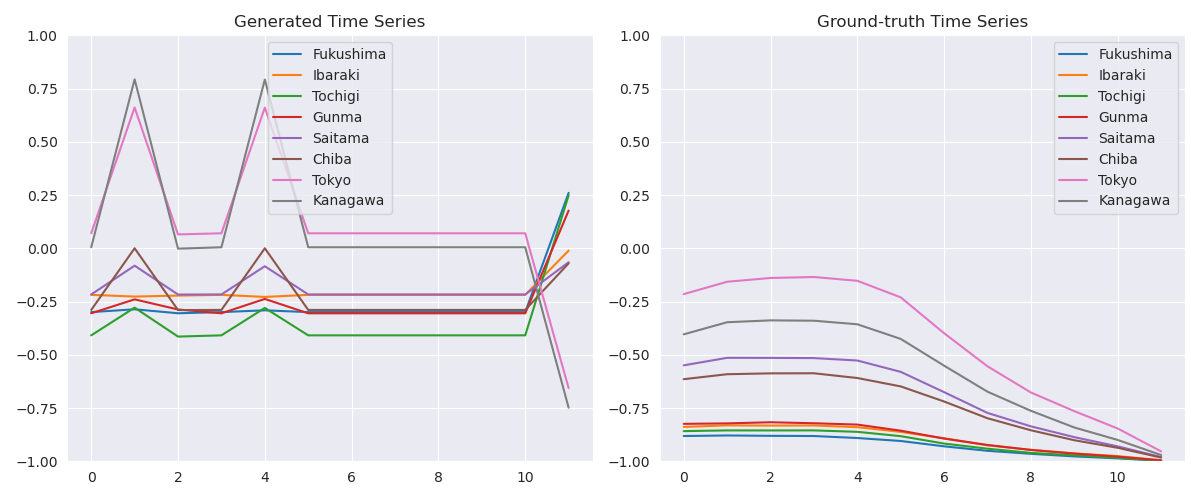 Generated Time Series
1.00
0.75
0.50
0.25
0.00
−0.25
−0.50
−0.75
−1.00
0 2 4 6 8 10
Fukushima
Ibaraki
Tochigi
Gunma
Saitama
Chiba
Tokyo
Kanagawa
Ground-truth Time Series
1.00
0.75
0.50
0.25
0.00
−0.25
−0.50
−0.75
−1.00
0 2 4 6 8 10
Fukushima
Ibaraki
Tochigi
Gunma
Saitama
Chiba
Tokyo
Kanagawa